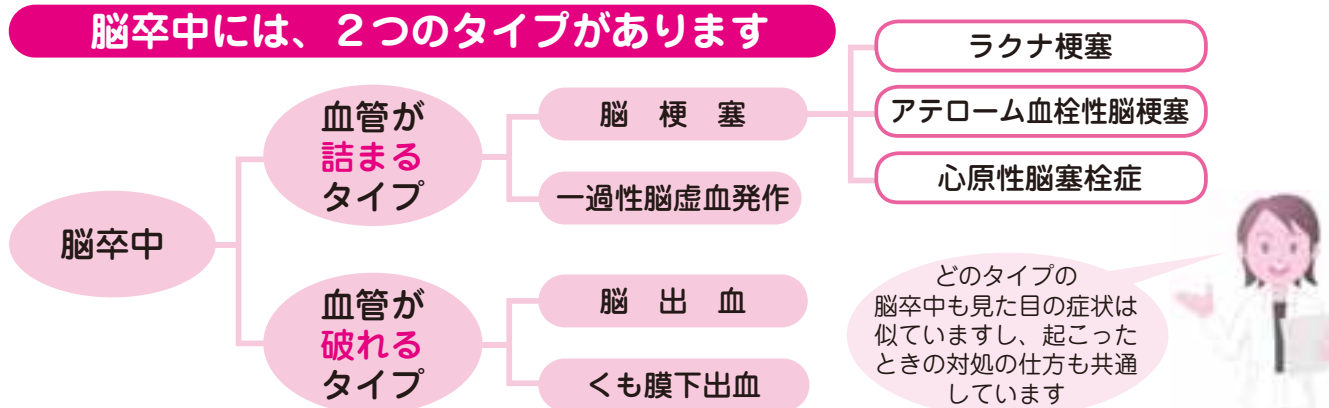 脳卒中には、２つのタイプがあります
脳卒中
血管が
詰まる
タイプ
脳　梗　塞
一過性脳虚血発作
ラクナ梗塞
アテローム血栓性脳梗塞
心原性脳塞栓症
血管が
破れる
タイプ
脳　出　血
くも膜下出血
どのタイプの
脳卒中も見た目の症状は
似ていますし、起こった
ときの対処の仕方も共通
しています